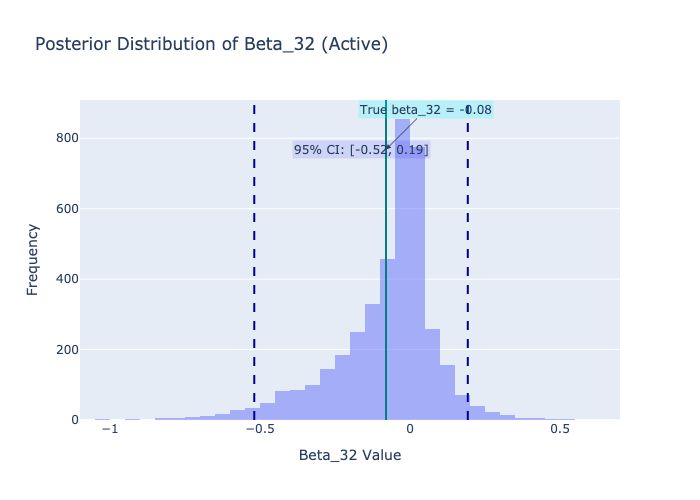 Posterior Distribution of Beta_32 (Active)
True beta_32 = -0.08
95% CI: [-0.52, 0.19]
800
600
400
200
0
Frequency
−1
−0.5
0
0.5
Beta_32 Value